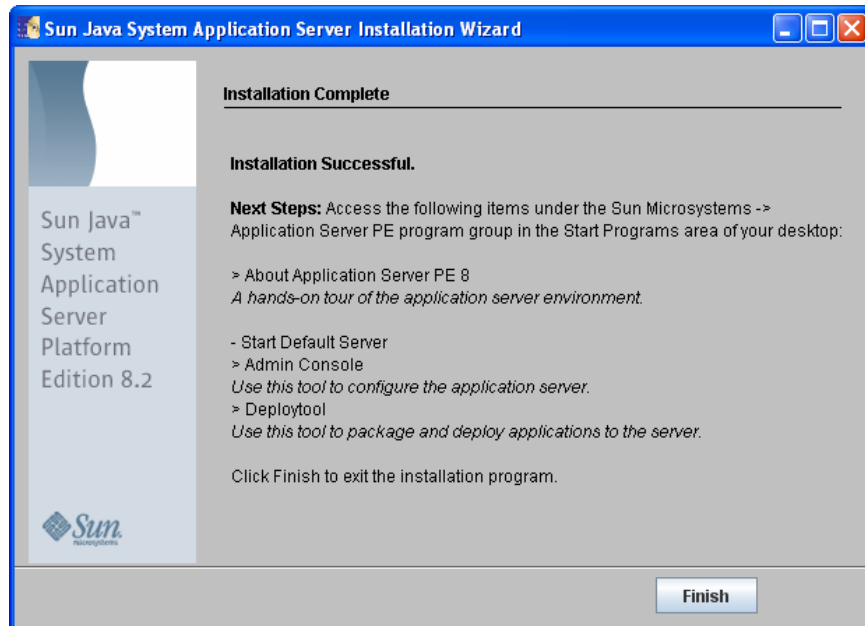 Sun Java System Application Server Installation Wizard
Installation Complete
Installation Successful.
Next Steps: Access the following items under the Sun Microsystems ->
Application Server PE program group in the Start Programs area of your desktop:
> About Application Server PE 8
A hands-on tour of the application server environment.
- Start Default Server
> Admin Console
Use this tool to configure the application server.
> Deploytool
Use this tool to package and deploy applications to the server.
Click Finish to exit the installation program.
Sun Java™
System
Application
Server
Platform
Edition 8.2
Sun
microsystems
Finish